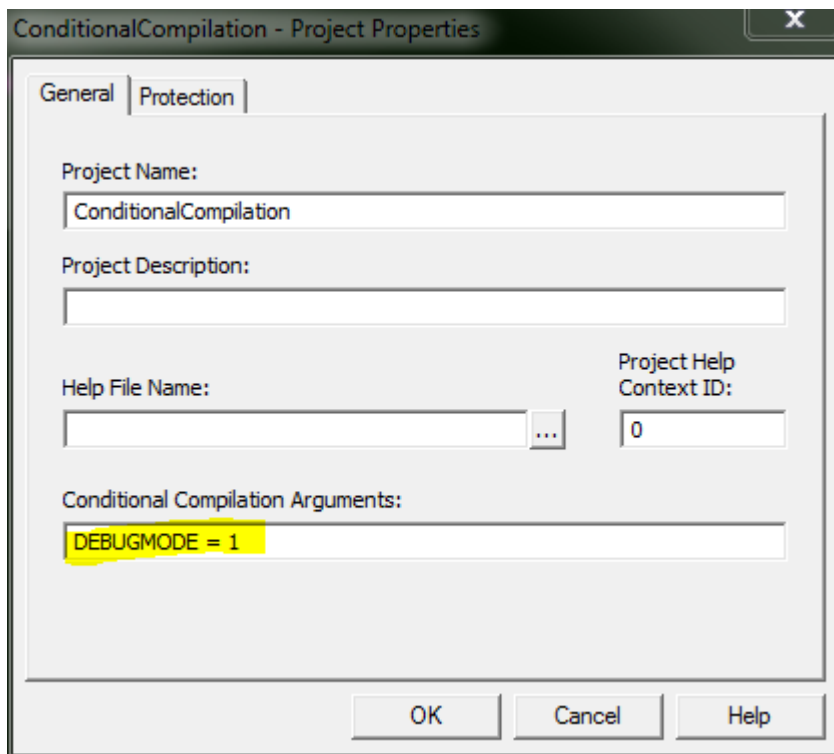 ConditionalCompilation - Project Properties
X
General
Protection
Project Name:
ConditionalCompilation
Project Description:
Help File Name:
...
Project Help
Context ID:
0
Conditional Compilation Arguments:
DEBUGMODE = 1
OK
Cancel
Help